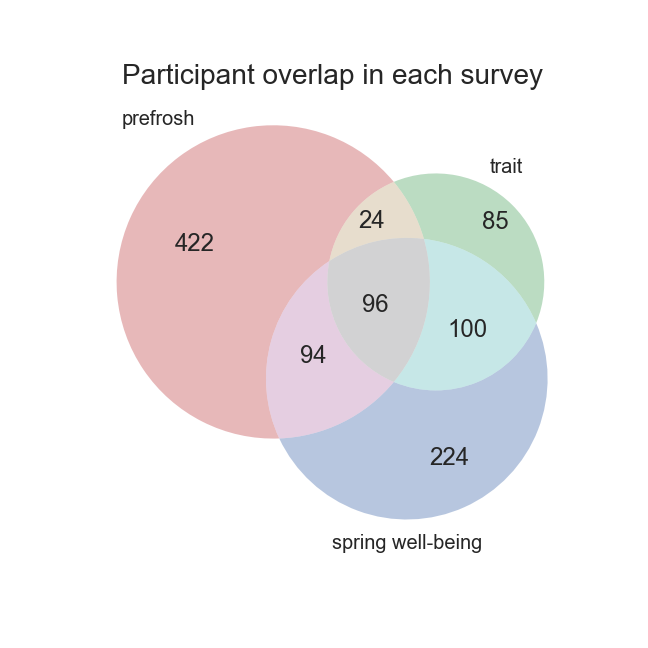 Participant overlap in each survey
prefrosh
trait
24
85
422
96
100
94
224
spring well-being